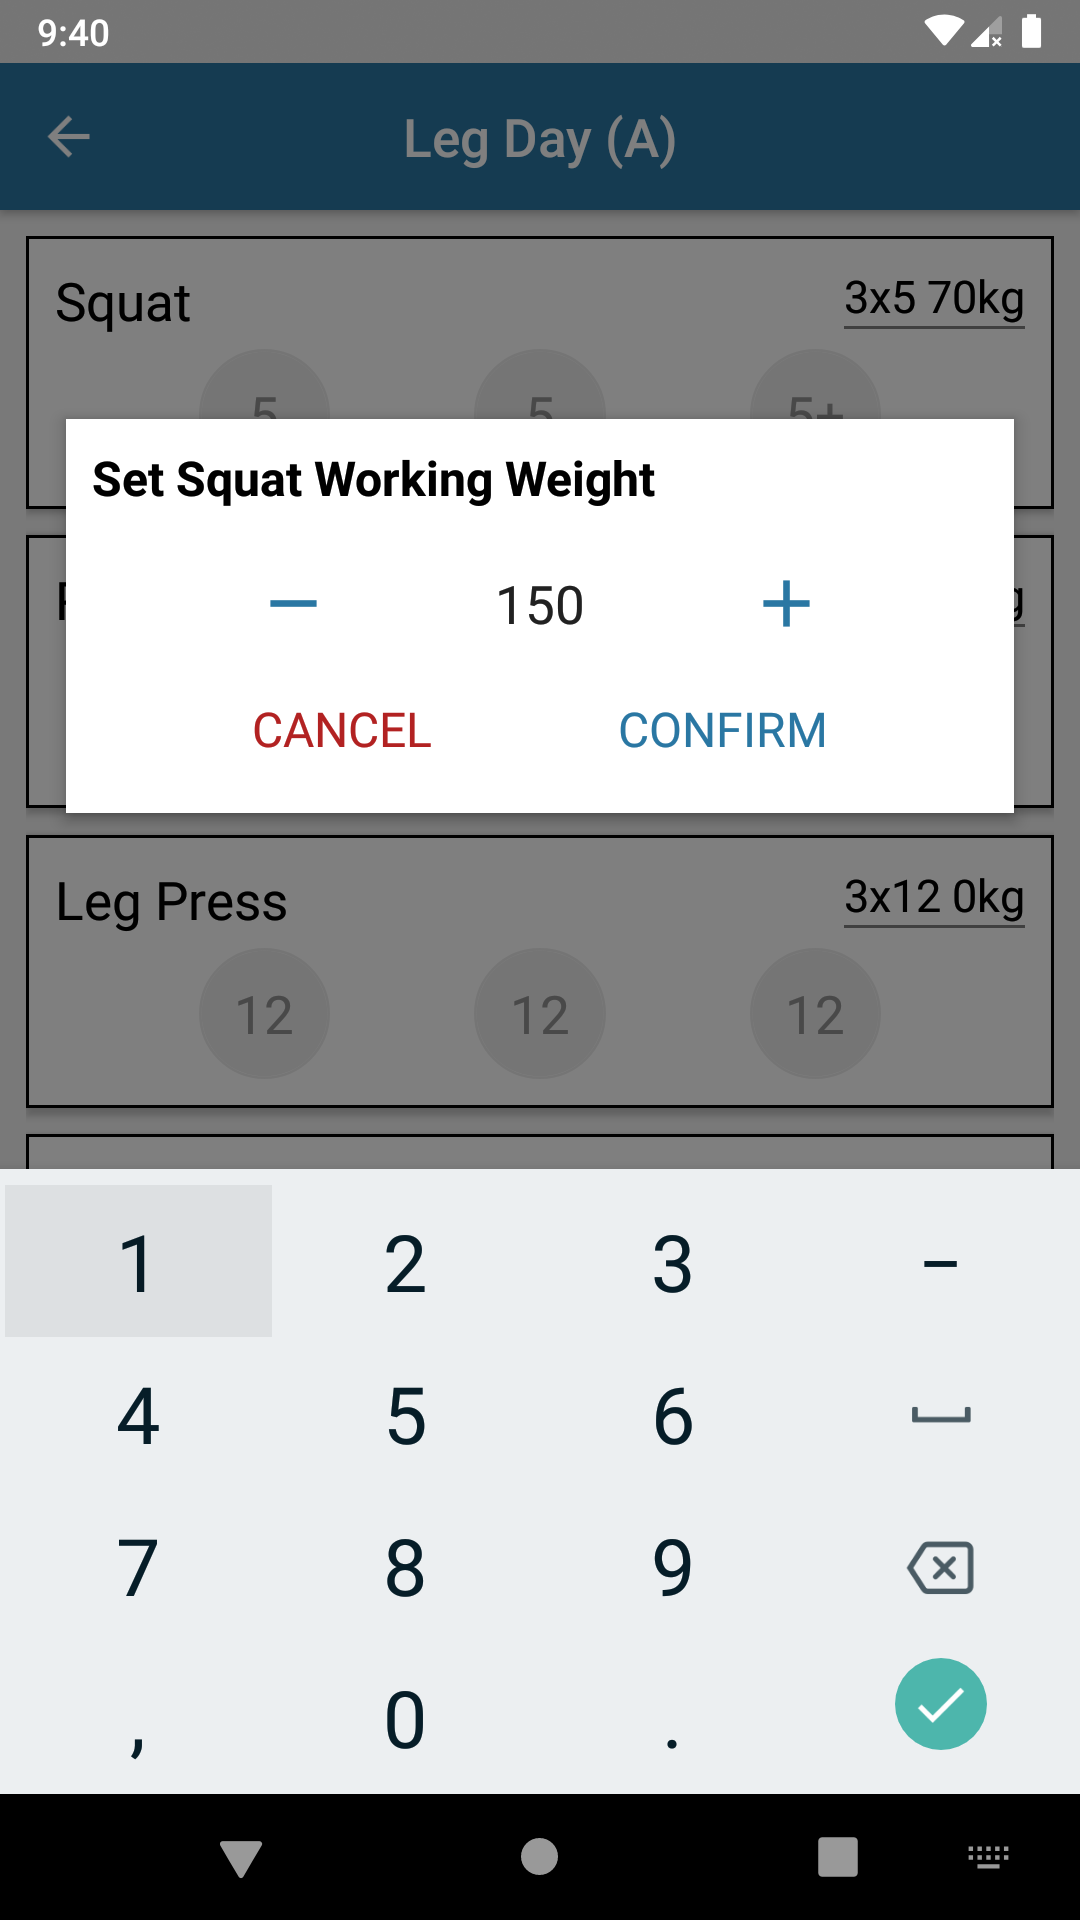 9:40
Leg Day (A)
Squat
3x5 70kg
5 5 5+
Set Squat Working Weight
150
CANCEL CONFIRM
Leg Press
3x12 0kg
12 12 12
1 2 3 –
4 5 6
7 8 9
, 0 .